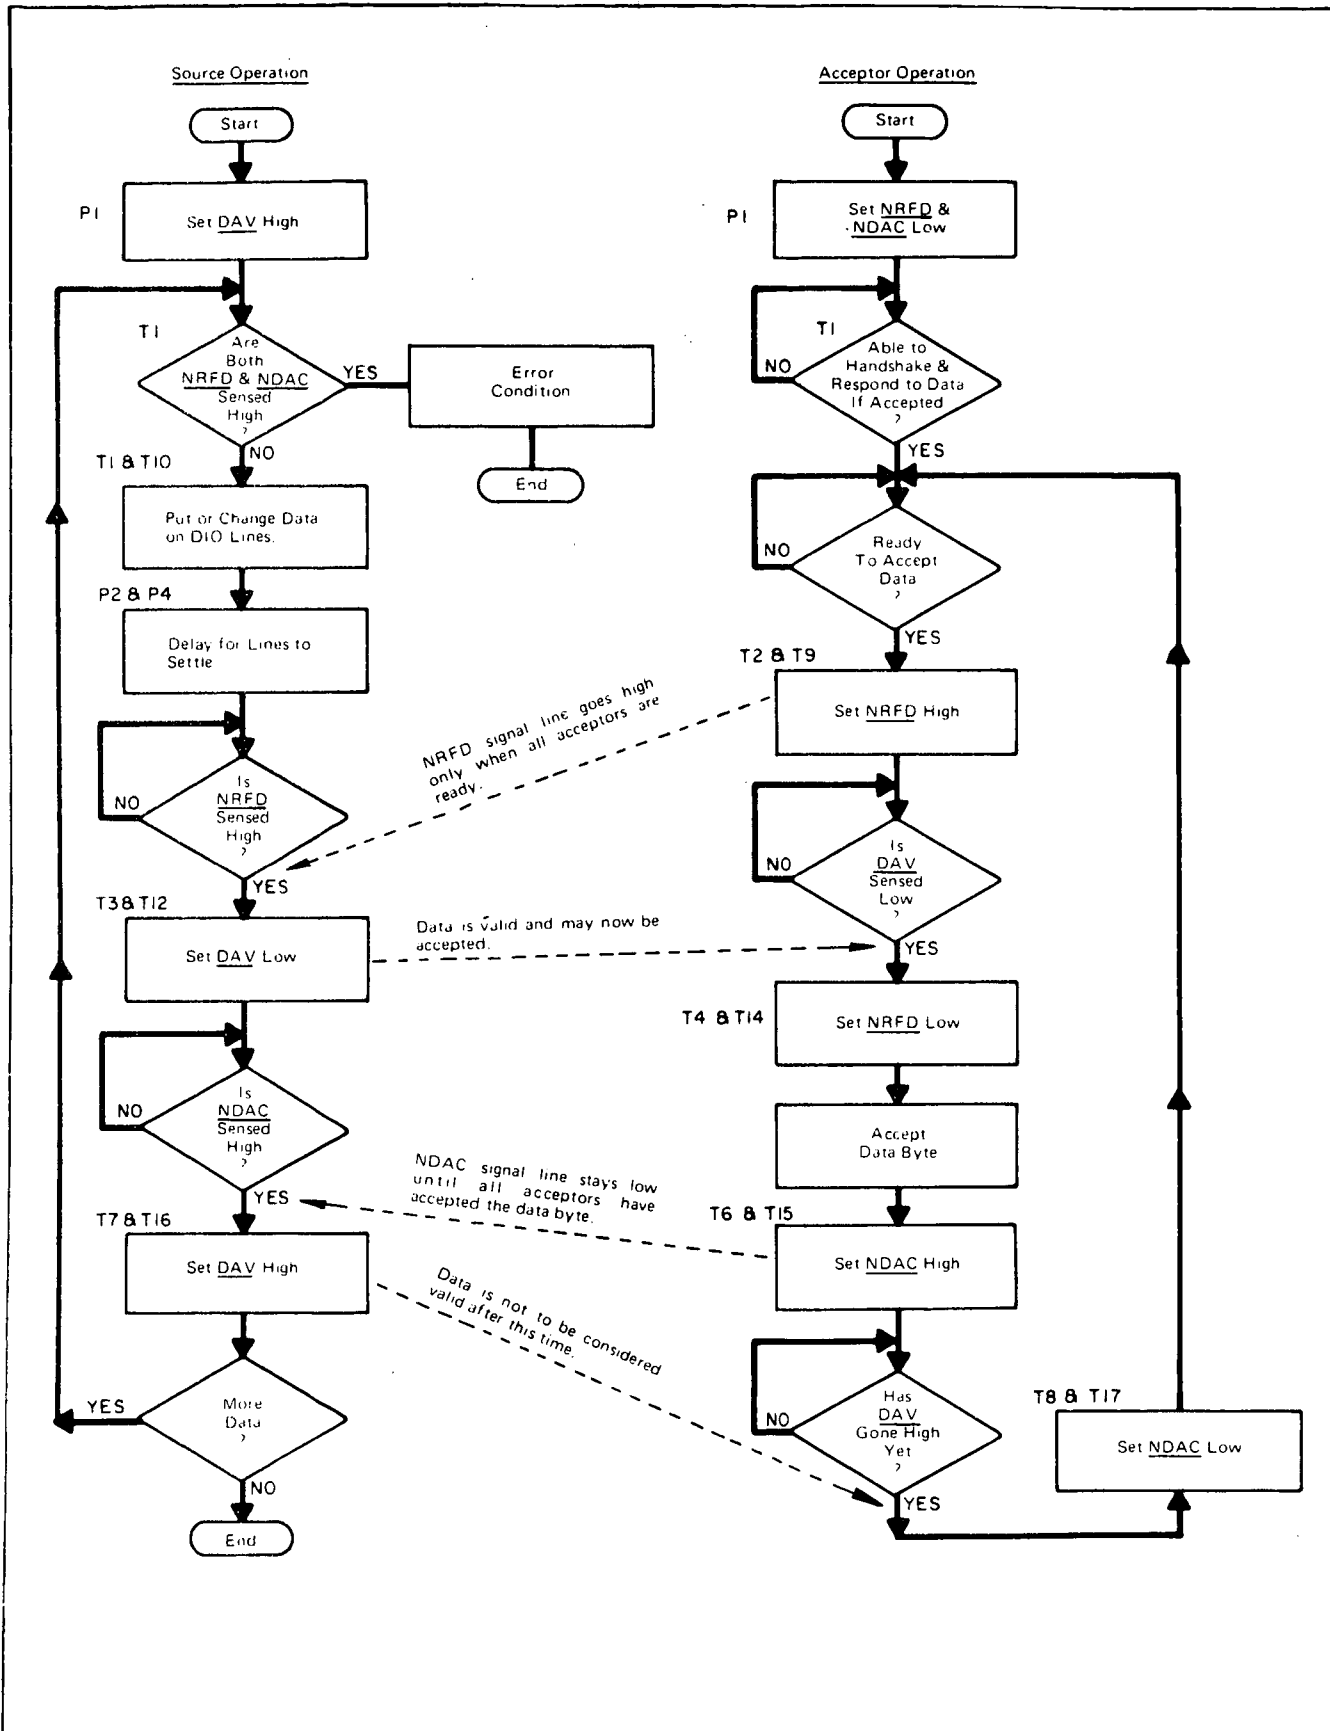 Source Operation
Start
P1
Set DAV High
T1
Are
Both
NRFD & NDAC
Sensed
High
?
YES
Error
Condition
End
NO
T1 & T10
Put or Change Data
on DIO Lines.
P2 & P4
Delay for Lines to
Settle
Is
NRFD
Sensed
High
?
NO
YES
T3 & T12
Set DAV Low
Is
NDAC
Sensed
High
?
NO
YES
T7 & T16
Set DAV High
More
Data
?
YES
NO
End
NRFD signal line goes high
only when all acceptors are
ready.
Data is valid and may now be
accepted.
NDAC signal line stays low
until all acceptors have
accepted the data byte.
Data is not to be considered
valid after this time.
Acceptor Operation
Start
P1
Set NRFD &
NDAC Low
T1
Able to
Handshake &
Respond to Data
If Accepted
?
NO
YES
Ready
To Accept
Data
?
NO
YES
T2 & T9
Set NRFD High
Is
DAV
Sensed
Low
?
NO
YES
T4 & T14
Set NRFD Low
Accept
Data Byte
T6 & T15
Set NDAC High
Has
DAV
Gone High
Yet
?
NO
YES
T8 & T17
Set NDAC Low